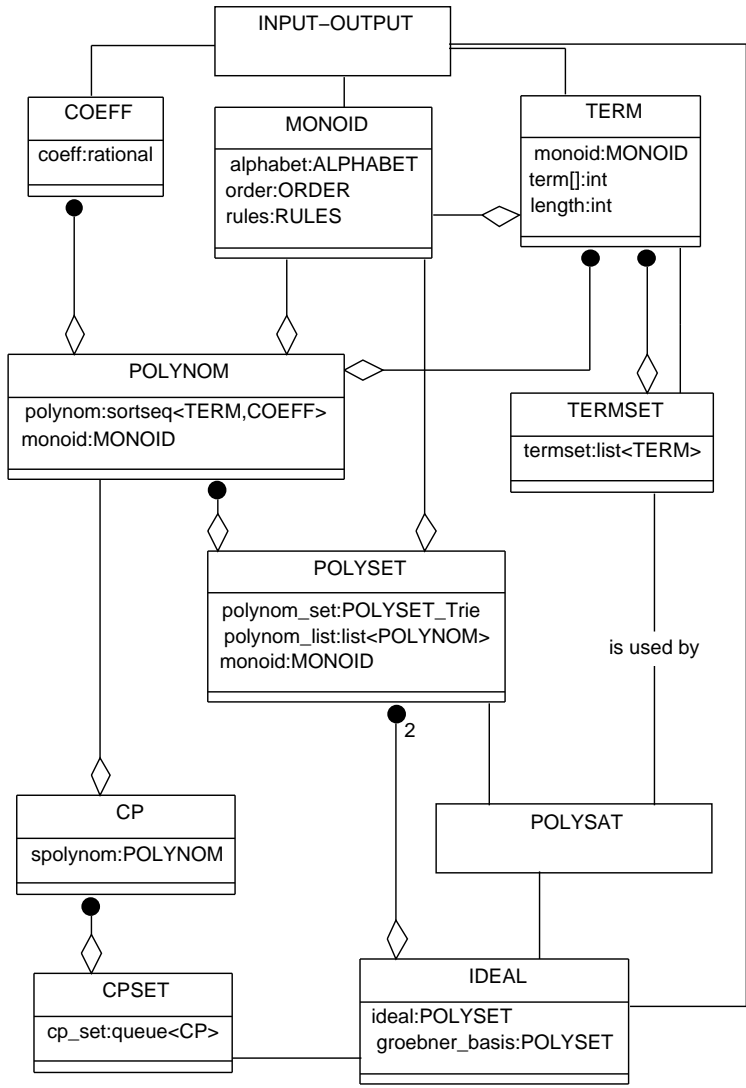 INPUT–OUTPUT
COEFF
coeff:rational
MONOID
alphabet:ALPHABET
order:ORDER
rules:RULES
TERM
monoid:MONOID
term[]:int
length:int
POLYNOM
polynom:sortseq<TERM,COEFF>
monoid:MONOID
TERMSET
termset:list<TERM>
POLYSET
polynom_set:POLYSET_Trie
polynom_list:list<POLYNOM>
monoid:MONOID
is used by
2
CP
spolynom:POLYNOM
POLYSAT
CPSET
cp_set:queue<CP>
IDEAL
ideal:POLYSET
groebner_basis:POLYSET